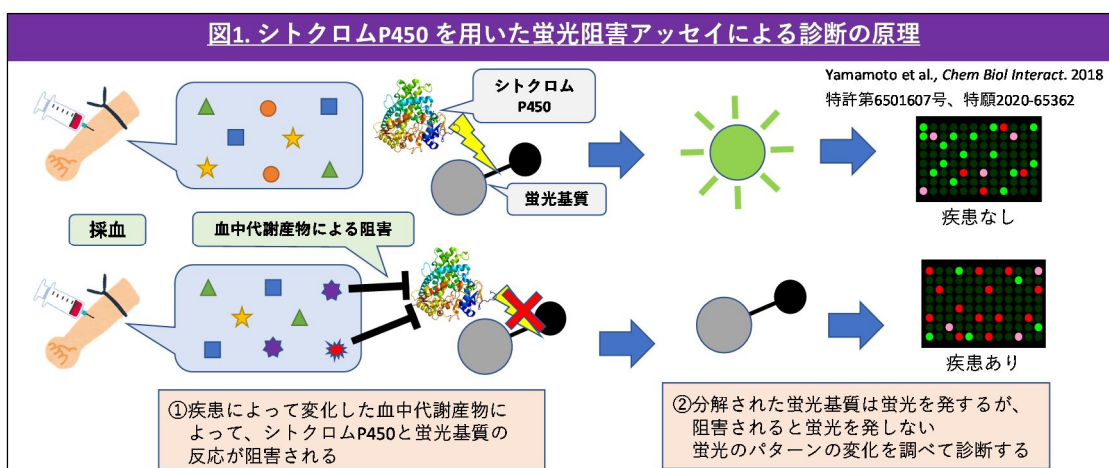 図1. シトクロムP450 を用いた蛍光阻害アッセイによる診断の原理
Yamamoto et al., Chem Biol Interact. 2018
特許第6501607号、特願2020-65362
シトクロム
P450
蛍光基質
疾患なし
採血
血中代謝産物による阻害
疾患あり
①疾患によって変化した血中代謝産物に
よって、シトクロムP450と蛍光基質の
反応が阻害される
②分解された蛍光基質は蛍光を発するが、
阻害されると蛍光を発しない
蛍光のパターンの変化を調べて診断する